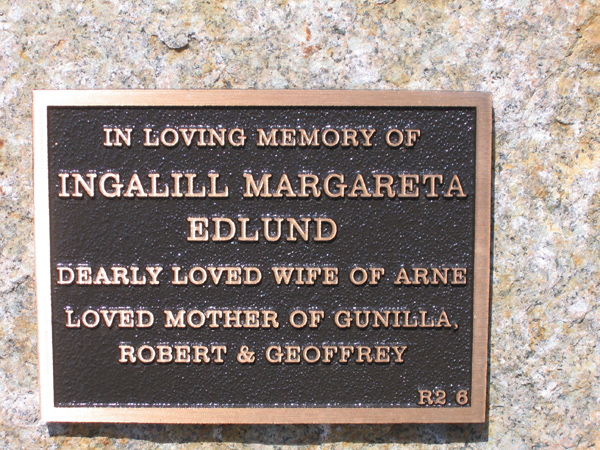 IN LOVING MEMORY OF
INGALILL MARGARETA
EDLUND
DEARLY LOVED WIFE OF ARNE
LOVED MOTHER OF GUNILLA,
ROBERT & GEOFFREY
R2 6